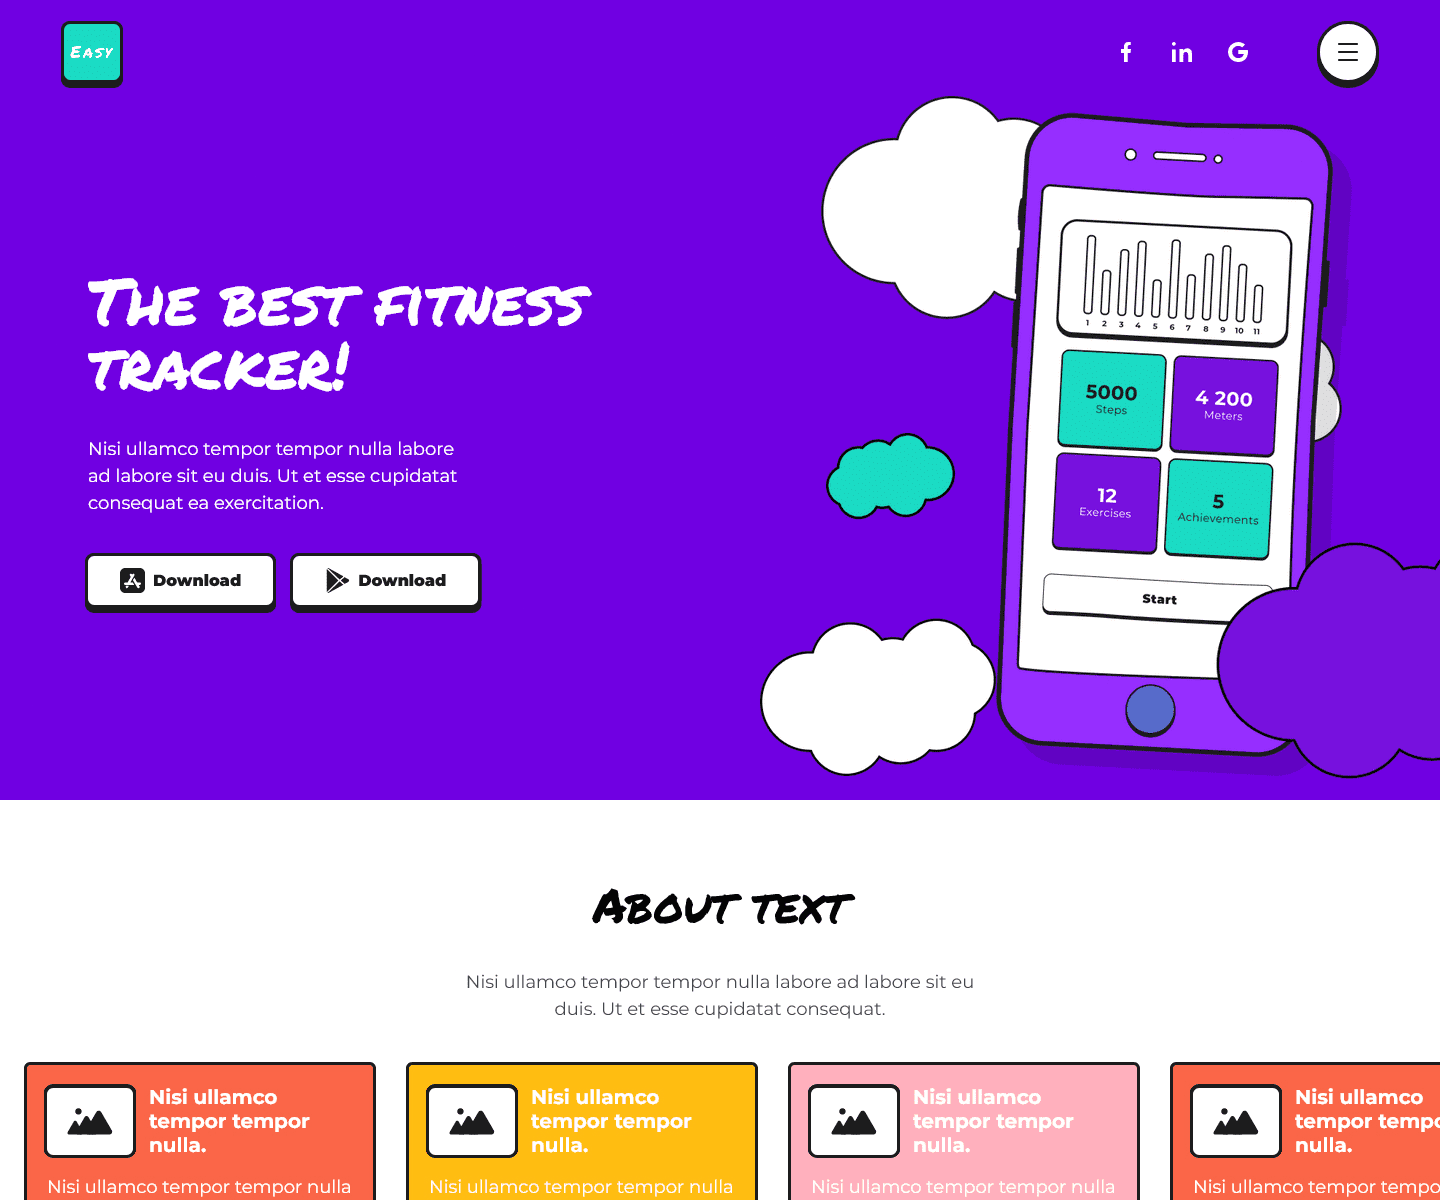 Easy
The best fitness
tracker!
Nisi ullamco tempor tempor nulla labore
ad labore sit eu duis. Ut et esse cupidatat
consequat ea exercitation.
Download
Download
1 2 3 4 5 6 7 8 9 10 11
5000
Steps
4 200
Meters
12
Exercises
5
Achievements
Start
About text
Nisi ullamco tempor tempor nulla labore ad labore sit eu
duis. Ut et esse cupidatat consequat.
Nisi ullamco
tempor tempor
nulla.
Nisi ullamco tempor tempor nulla
Nisi ullamco
tempor tempor
nulla.
Nisi ullamco tempor tempor nulla
Nisi ullamco
tempor tempor
nulla.
Nisi ullamco tempor tempor nulla
Nisi ullamco
tempor tempo
nulla.
Nisi ullamco tempor tempo